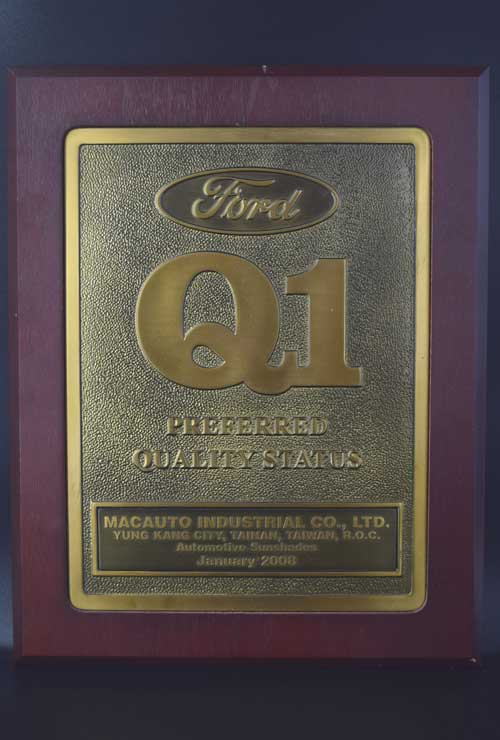 Ford
Q1
PREFERRED
QUALITY STATUS
MACAUTO INDUSTRIAL CO., LTD.
YUNG KANG CITY, TAINAN, TAIWAN, R.O.C.
Automotive Sunshades
January 2008